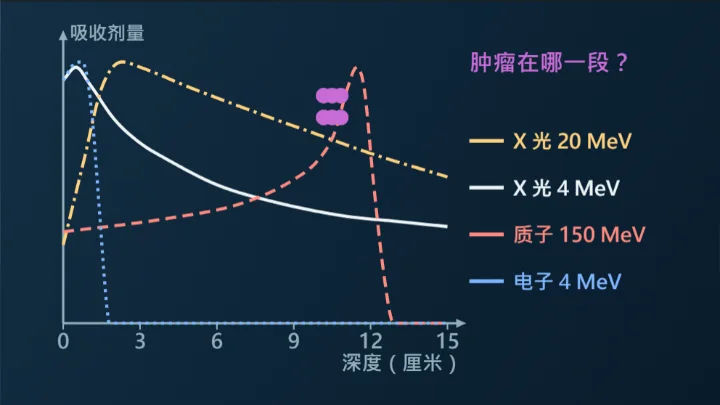 吸收剂量
肿瘤在哪一段？
X 光 20 MeV
X 光 4 MeV
质子 150 MeV
电子 4 MeV
0 3 6 9 12 15
深度（厘米）